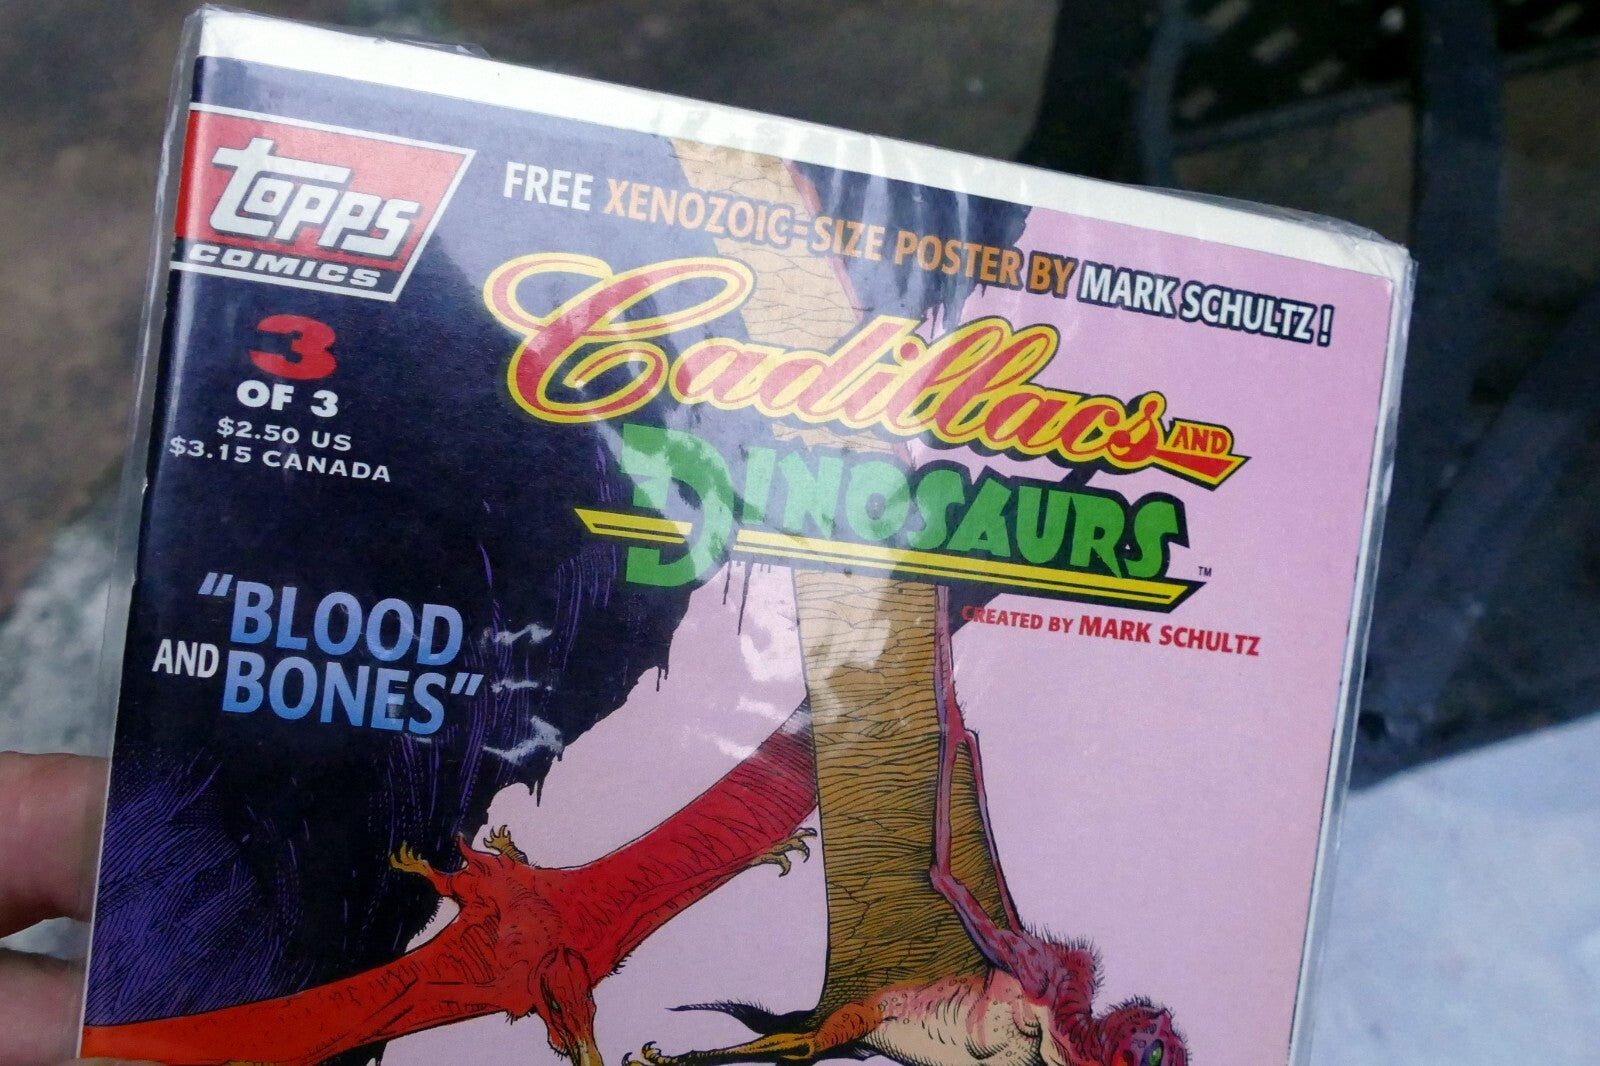 topps
COMICS
FREE XENOZOIC-SIZE POSTER BY MARK SCHULTZ!
3
OF 3
$2.50 US
$3.15 CANADA
Cadillacs AND
DINOSAURS
TM
CREATED BY MARK SCHULTZ
"BLOOD
AND BONES"